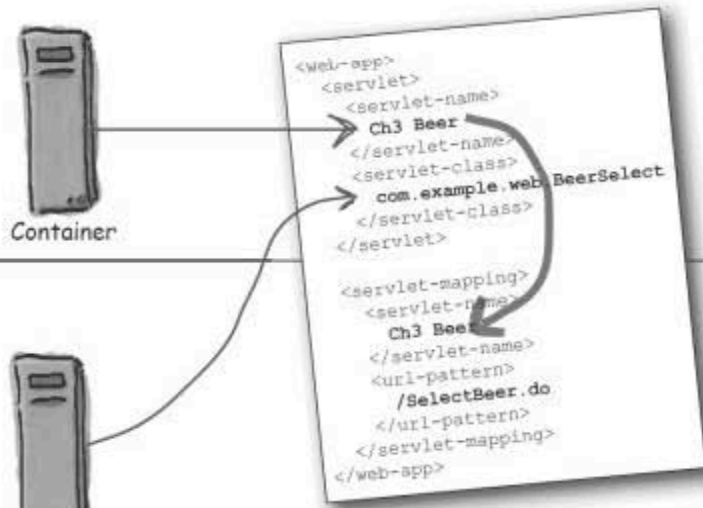 <web-app>
<servlet>
<servlet-name>
Ch3 Beer
</servlet-name>
<servlet-class>
com.example.web.BeerSelect
</servlet-class>
</servlet>
<servlet-mapping>
<servlet-name>
Ch3 Beer
</servlet-name>
<url-pattern>
/SelectBeer.do
</url-pattern>
</servlet-mapping>
</web-app>
Container